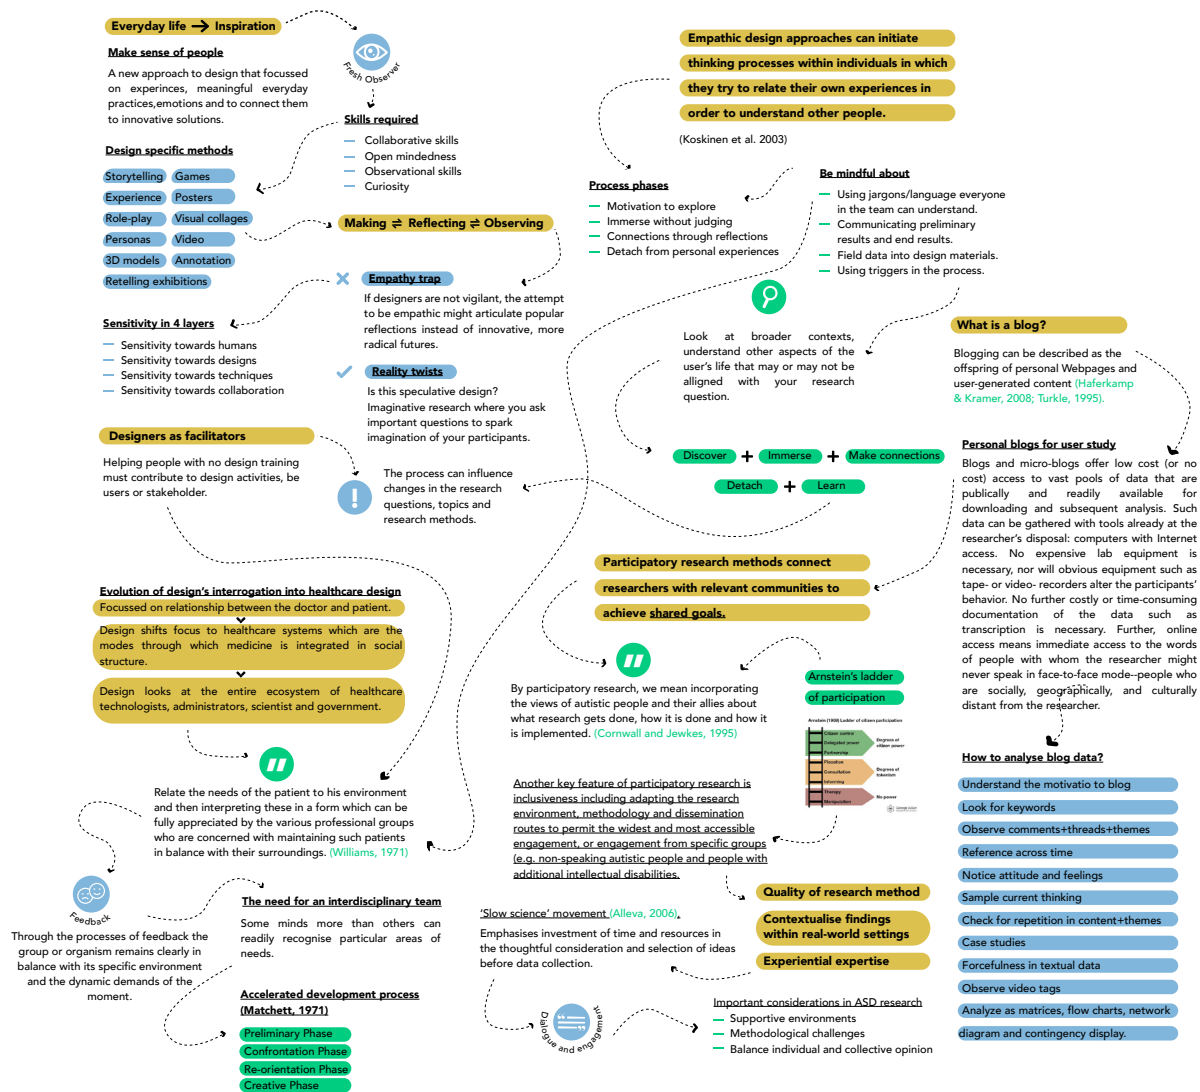 Everyday life → Inspiration
Make sense of people
A new approach to design that focussed
on experinces, meaningful everyday
practices,emotions and to connect them
to innovative solutions.
Fresh Observer
Skills required
Collaborative skills
Open mindedness
Observational skills
Curiosity
Design specific methods
Storytelling Games
Experience Posters
Role-play Visual collages
Personas Video
3D models Annotation
Retelling exhibitions
Making ⇌ Reflecting ⇌ Observing
Empathy trap
If designers are not vigilant, the attempt
to be empathic might articulate popular
reflections instead of innovative, more
radical futures.
Sensitivity in 4 layers
Sensitivity towards humans
Sensitivity towards designs
Sensitivity towards techniques
Sensitivity towards collaboration
Reality twists
Is this speculative design?
Imaginative research where you ask
important questions to spark
imagination of your participants.
Designers as facilitators
Helping people with no design training
must contribute to design activities, be
users or stakeholder.
The process can influence
changes in the research
questions, topics and
research methods.
Evolution of design's interrogation into healthcare design
Focussed on relationship between the doctor and patient.
Design shifts focus to healthcare systems which are the
modes through which medicine is integrated in social
structure.
Design looks at the entire ecosystem of healthcare
technologists, administrators, scientist and government.
Relate the needs of the patient to his environment
and then interpreting these in a form which can be
fully appreciated by the various professional groups
who are concerned with maintaining such patients
in balance with their surroundings. (Williams, 1971)
Feedback
Through the processes of feedback the
group or organism remains clearly in
balance with its specific environment
and the dynamic demands of the
moment.
The need for an interdisciplinary team
Some minds more than others can
readily recognise particular areas of
needs.
Accelerated development process
(Matchett, 1971)
Preliminary Phase
Confrontation Phase
Re-orientation Phase
Creative Phase
Empathic design approaches can initiate
thinking processes within individuals in which
they try to relate their own experiences in
order to understand other people.
(Koskinen et al. 2003)
Process phases
Motivation to explore
Immerse without judging
Connections through reflections
Detach from personal experiences
Be mindful about
Using jargons/language everyone
in the team can understand.
Communicating preliminary
results and end results.
Field data into design materials.
Using triggers in the process.
Look at broader contexts,
understand other aspects of the
user's life that may or may not be
alligned with your research
question.
Discover + Immerse + Make connections
Detach + Learn
Participatory research methods connect
researchers with relevant communities to
achieve shared goals.
By participatory research, we mean incorporating
the views of autistic people and their allies about
what research gets done, how it is done and how it
is implemented. (Cornwall and Jewkes, 1995)
Arnstein's ladder
of participation
Arnstein (1969) Ladder of citizen participation
Citizen control
Delegated power
Partnership
Degrees of
citizen power
Placation
Consultation
Informing
Degrees of
tokenism
Therapy
Manipulation
No power
Another key feature of participatory research is
inclusiveness including adapting the research
environment, methodology and dissemination
routes to permit the widest and most accessible
engagement, or engagement from specific groups
(e.g. non-speaking autistic people and people with
additional intellectual disabilities.
Quality of research method
Contextualise findings
within real-world settings
Experiential expertise
'Slow science' movement (Alleva, 2006).
Emphasises investment of time and resources in
the thoughtful consideration and selection of ideas
before data collection.
Dialogue and engagement
Important considerations in ASD research
Supportive environments
Methodological challenges
Balance individual and collective opinion
What is a blog?
Blogging can be described as the
offspring of personal Webpages and
user-generated content (Haferkamp
& Kramer, 2008; Turkle, 1995).
Personal blogs for user study
Blogs and micro-blogs offer low cost (or no
cost) access to vast pools of data that are
publically and readily available for
downloading and subsequent analysis. Such
data can be gathered with tools already at the
researcher's disposal: computers with Internet
access. No expensive lab equipment is
necessary, nor will obvious equipment such as
tape- or video- recorders alter the participants'
behavior. No further costly or time-consuming
documentation of the data such as
transcription is necessary. Further, online
access means immediate access to the words
of people with whom the researcher might
never speak in face-to-face mode--people who
are socially, geographically, and culturally
distant from the researcher.
How to analyse blog data?
Understand the motivatio to blog
Look for keywords
Observe comments+threads+themes
Reference across time
Notice attitude and feelings
Sample current thinking
Check for repetition in content+themes
Case studies
Forcefulness in textual data
Observe video tags
Analyze as matrices, flow charts, network
diagram and contingency display.